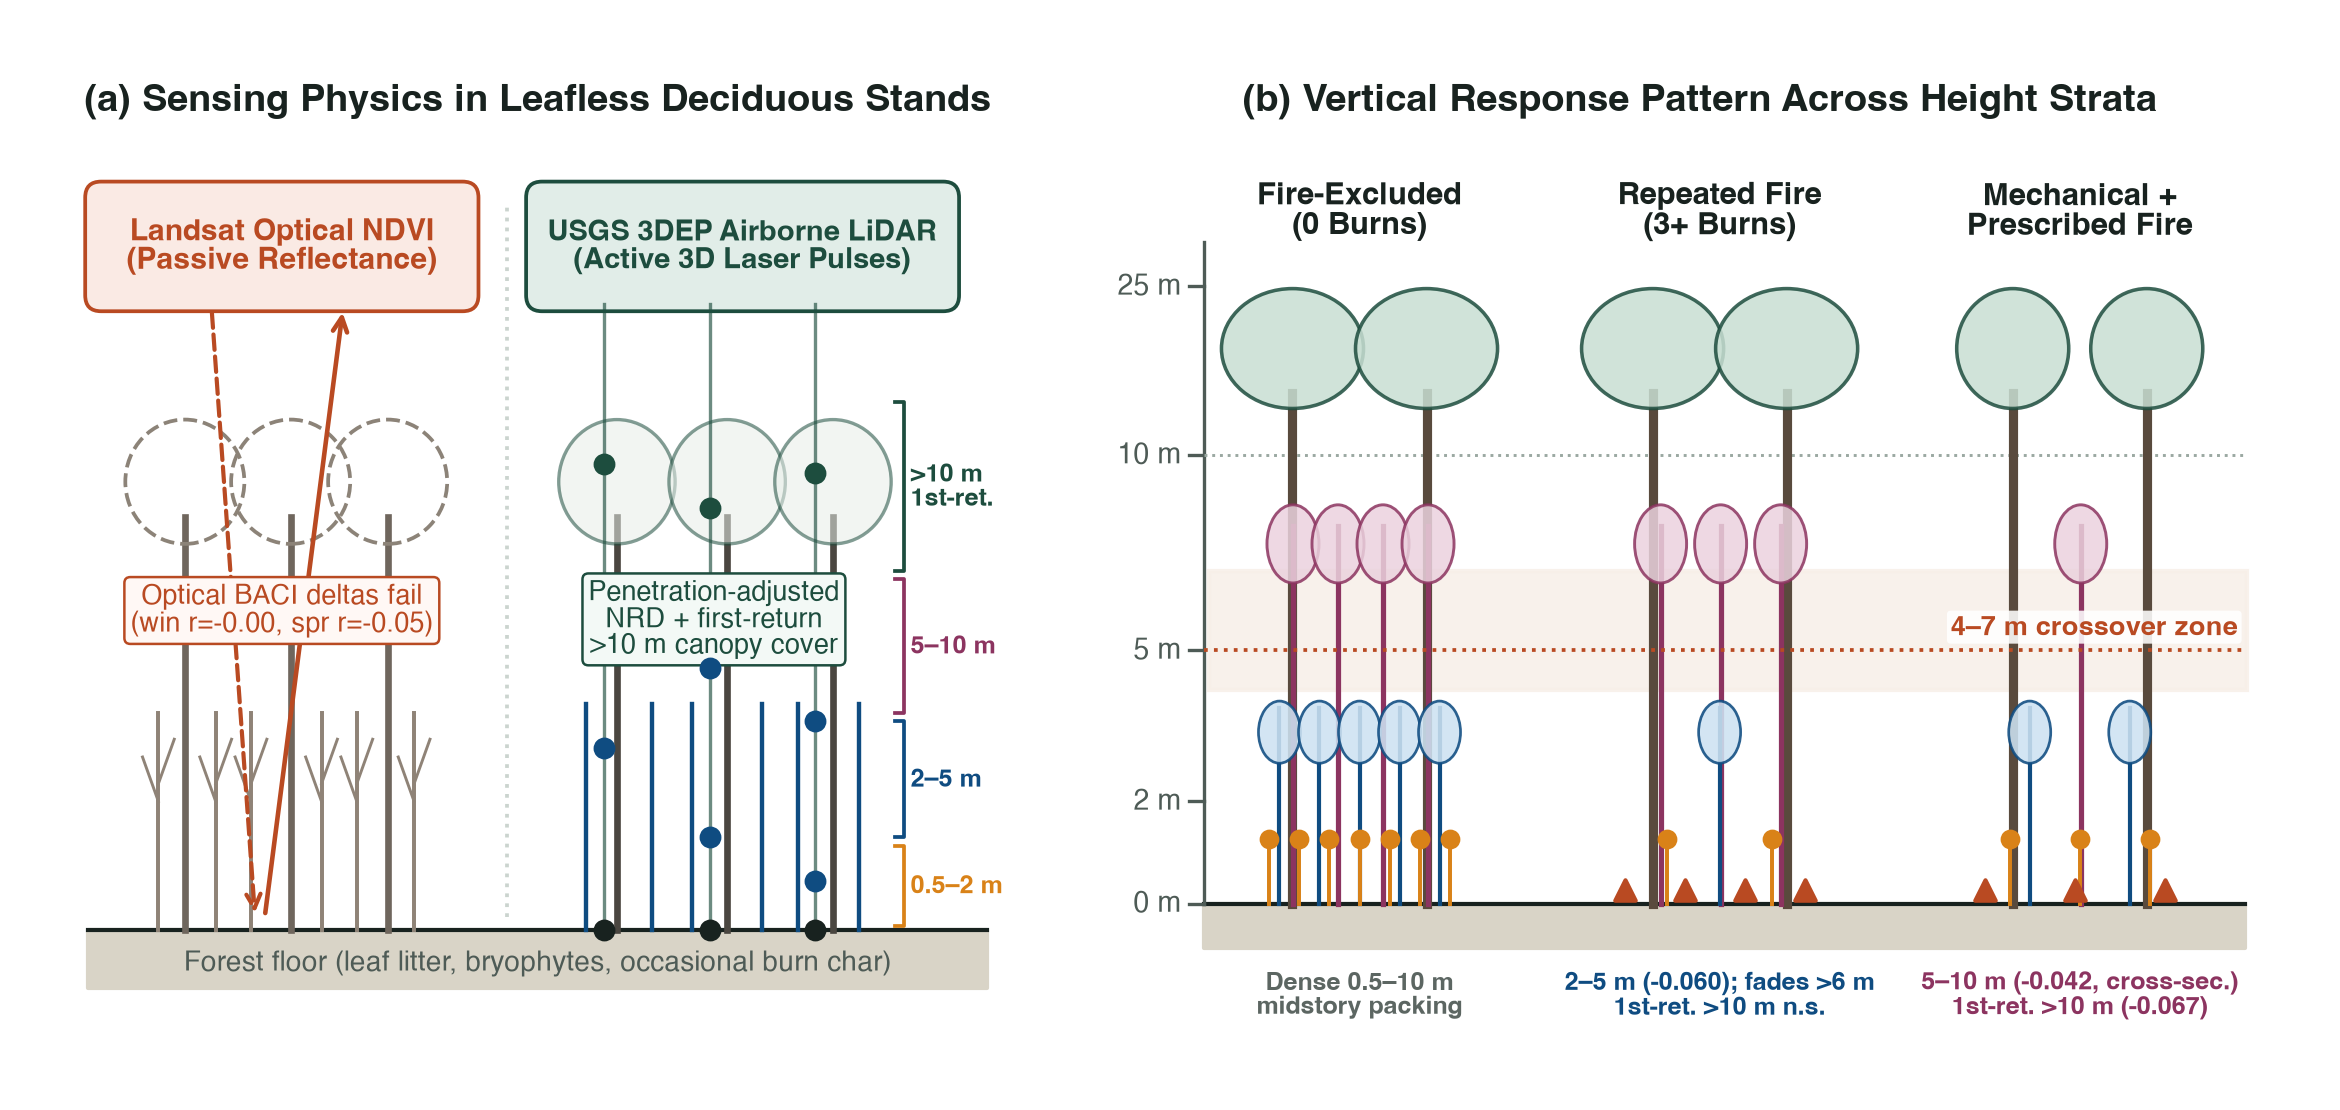 (a) Sensing Physics in Leafless Deciduous Stands
Landsat Optical NDVI
(Passive Reflectance)
USGS 3DEP Airborne LiDAR
(Active 3D Laser Pulses)
>10 m
1st-ret.
Optical BACI deltas fail
(win r=-0.00, spr r=-0.05)
Penetration-adjusted
NRD + first-return
>10 m canopy cover
5–10 m
2–5 m
0.5–2 m
Forest floor (leaf litter, bryophytes, occasional burn char)
(b) Vertical Response Pattern Across Height Strata
Fire-Excluded
(0 Burns)
Repeated Fire
(3+ Burns)
Mechanical +
Prescribed Fire
25 m
10 m
4–7 m crossover zone
5 m
2 m
0 m
Dense 0.5–10 m
midstory packing
2–5 m (-0.060); fades >6 m
1st-ret. >10 m n.s.
5–10 m (-0.042, cross-sec.)
1st-ret. >10 m (-0.067)